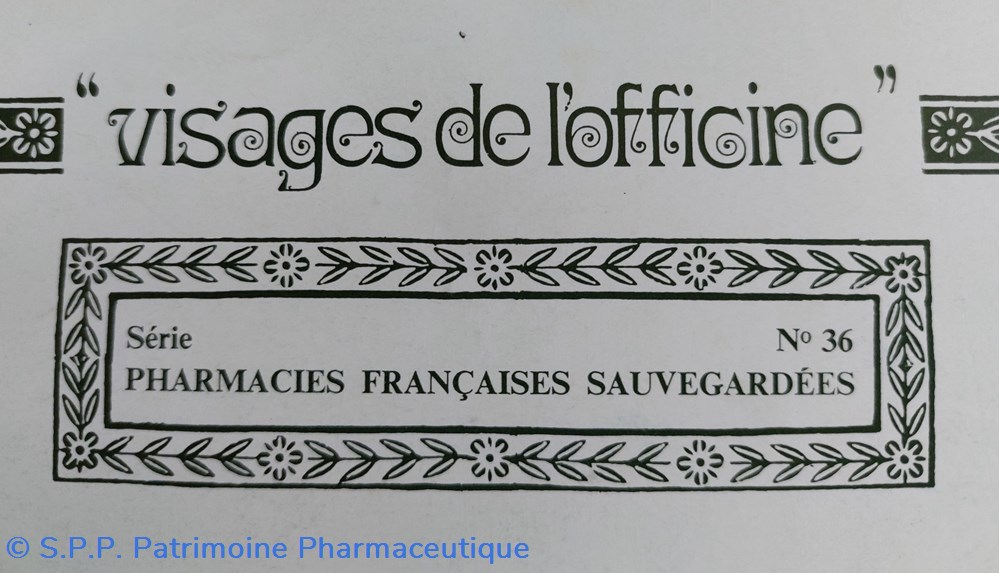 “visages de l'officine”
Série N° 36
PHARMACIES FRANÇAISES SAUVEGARDÉES
© S.P.P. Patrimoine Pharmaceutique